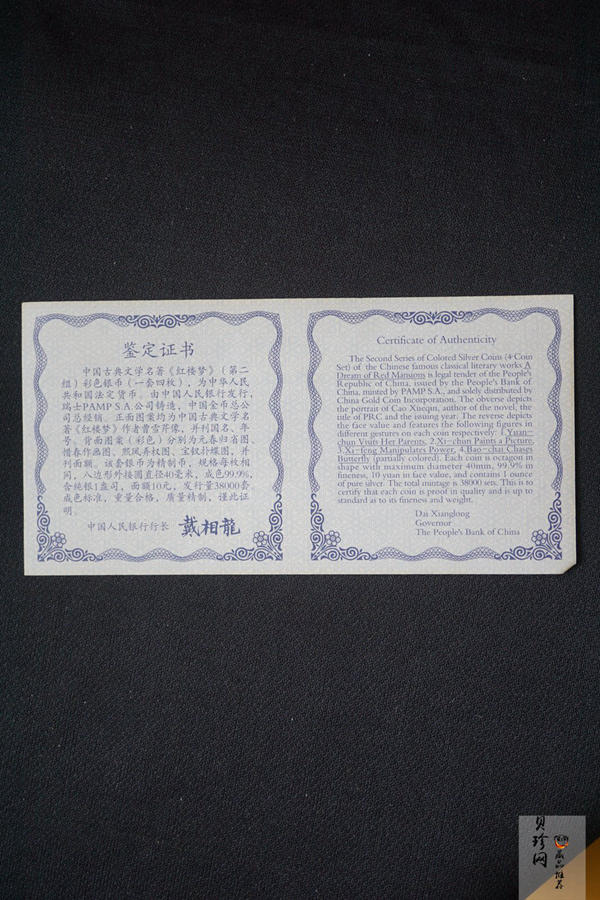 鉴定证书
中国古典文学名著《红楼梦》（第二
组）彩色银币（一套四枚），为中华人民
共和国法定货币。由中国人民银行发行，
瑞士PAMP S.A.公司铸造，中国金币总公
司总经销。正面图案均为中国古典文学名
著《红楼梦》作者曹雪芹像，并刊国名、年
号。背面图案（彩色）分别为元春归省图、
惜春作画图、熙凤弄权图、宝钗扑蝶图，并
刊面额。该套银币为精制币，规格每枚相
同，八边形外接圆直径40毫米，成色99.9%，
含纯银1盎司，面额10元，发行量38000套
成色标准，重量合格，质量精制，谨此证
明。
中国人民银行行长 戴相龍
Certificate of Authenticity
The Second Series of Colored Silver Coins (4-Coin
Set) of the Chinese famous classical literary works A
Dream of Red Mansions is legal tender of the People's
Republic of China, issued by the People's Bank of
China, minted by PAMP S.A., and solely distributed by
China Gold Coin Incorporation. The obverse depicts
the portrait of Cao Xueqin, author of the novel, the
title of PRC and the issuing year. The reverse depicts
the face value and features the following figures in
different gestures on each coin respectively: 1.Yuan-
chun Visits Her Parents, 2.Xi-chun Paints a Picture,
3.Xi-feng Manipulates Power, 4.Bao-chai Chases
Butterfly (partially colored). Each coin is octagon in
shape with maximum diameter 40mm, 99.9% in
fineness, 10 yuan in face value, and contains 1 ounce
of pure silver. The total mintage is 38000 sets. This is to
certify that each coin is proof in quality and is up to
standard as to its fineness and weight.
Dai Xianglong
Governor
The People's Bank of China
贝珍网
藏品推荐